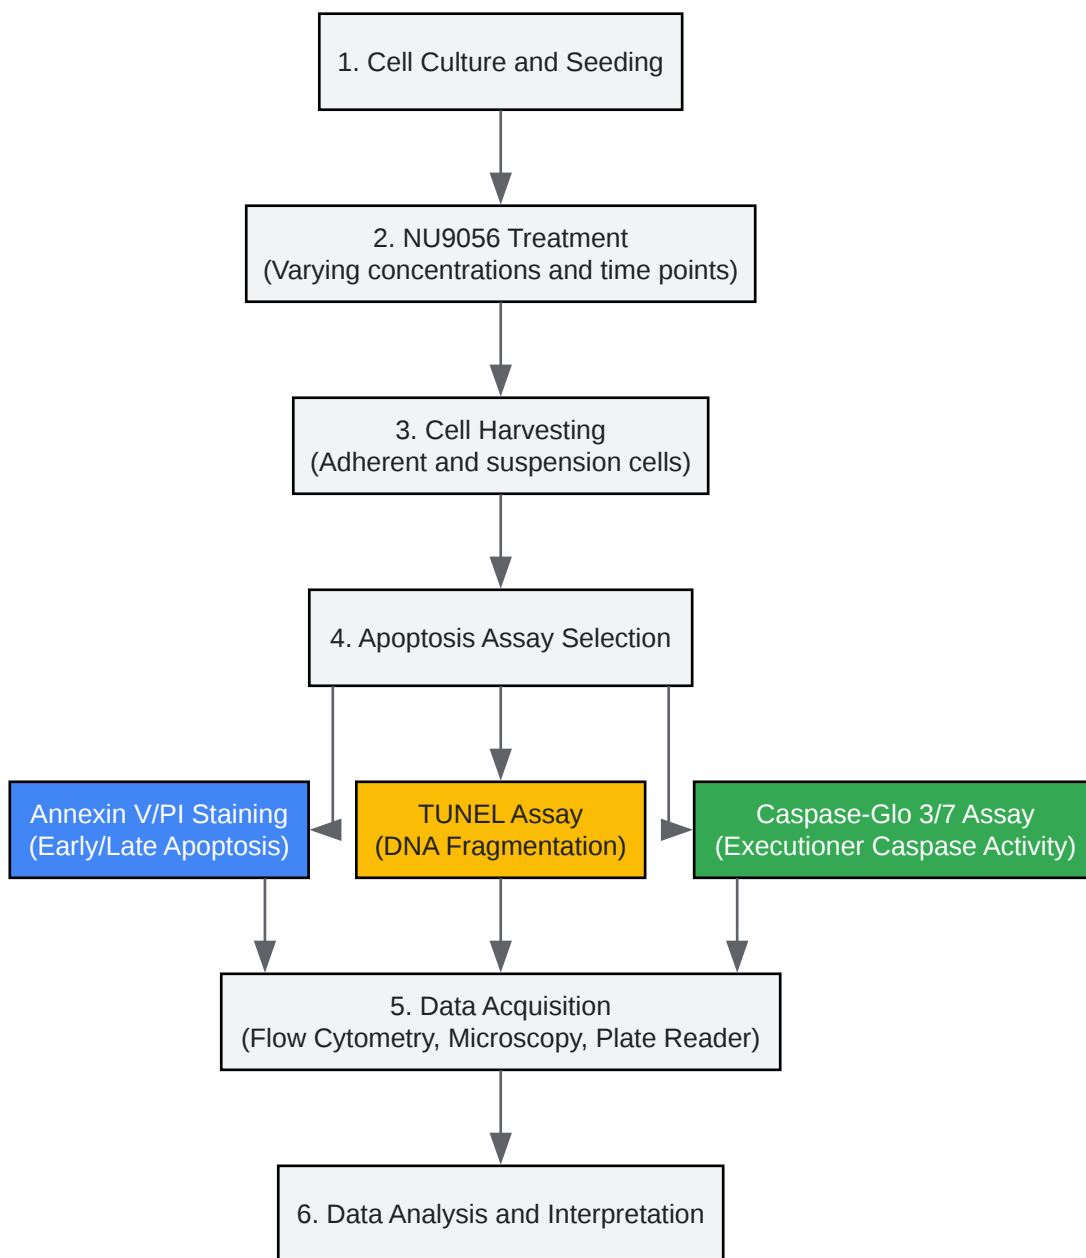 1. Cell Culture and Seeding
2. NU9056 Treatment
(Varying concentrations and time points)
3. Cell Harvesting
(Adherent and suspension cells)
4. Apoptosis Assay Selection
Annexin V/PI Staining
(Early/Late Apoptosis)
TUNEL Assay
(DNA Fragmentation)
Caspase-Glo 3/7 Assay
(Executioner Caspase Activity)
5. Data Acquisition
(Flow Cytometry, Microscopy, Plate Reader)
6. Data Analysis and Interpretation